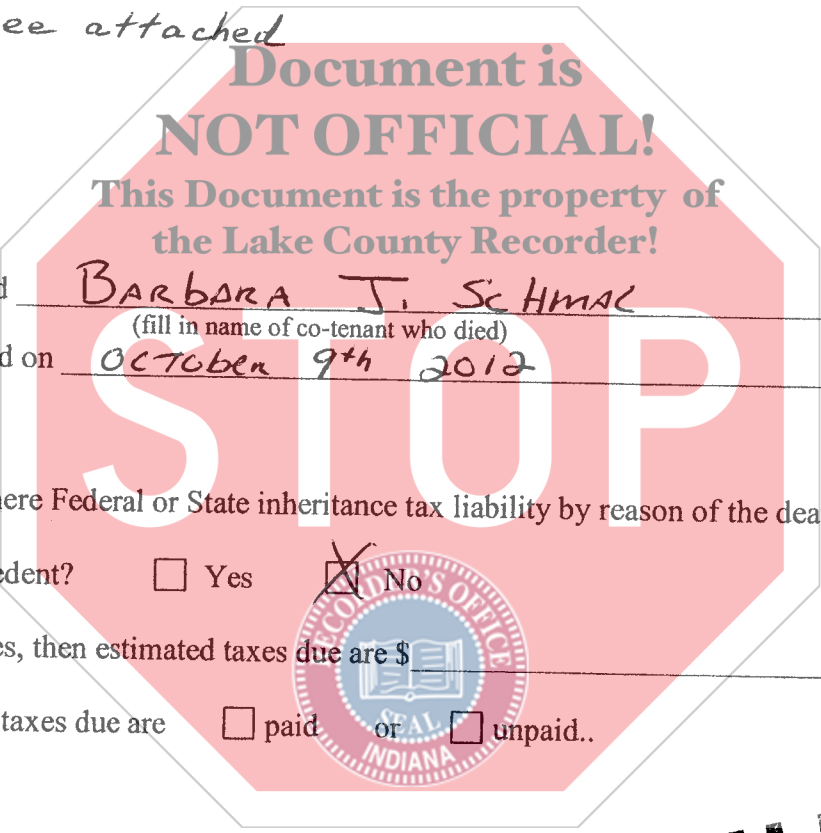 ee attached
Document is
NOT OFFICIAL!
This Document is the property of
the Lake County Recorder!
d BARbARA J. ScHmAL
(fill in name of co-tenant who died)
d on OCTOber 9th 2012
STOP
here Federal or State inheritance tax liability by reason of the dea
edent? Yes No
es, then estimated taxes due are $
taxes due are paid or unpaid..
RECORDER'S OFFICE
SEAL
INDIANA